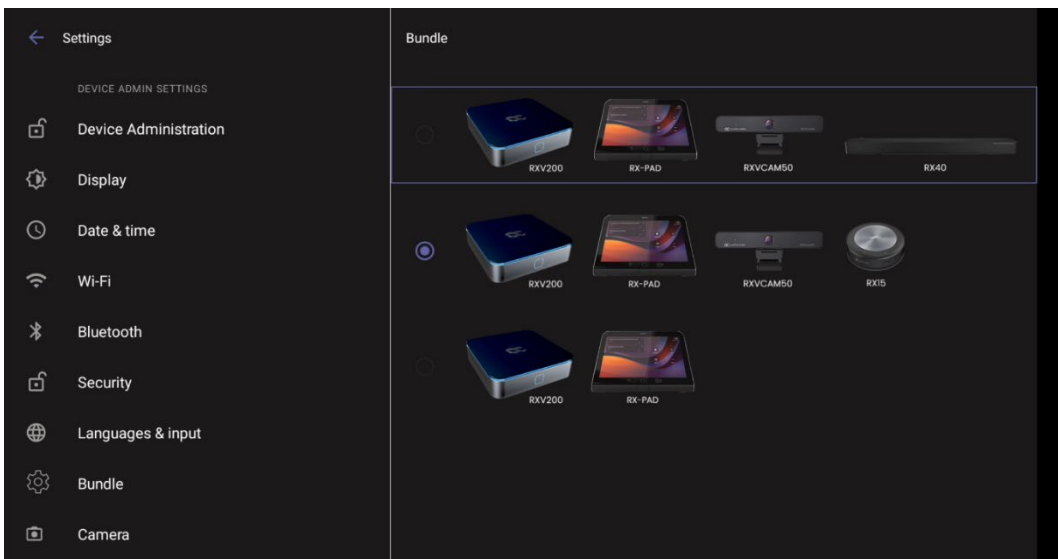 Settings
DEVICE ADMIN SETTINGS
Device Administration
Display
Date & time
Wi-Fi
Bluetooth
Security
Languages & input
Bundle
Camera
Bundle
RXV200 RX-PAD RXVCAM50 RX40
RXV200 RX-PAD RXVCAM50 RX15
RXV200 RX-PAD